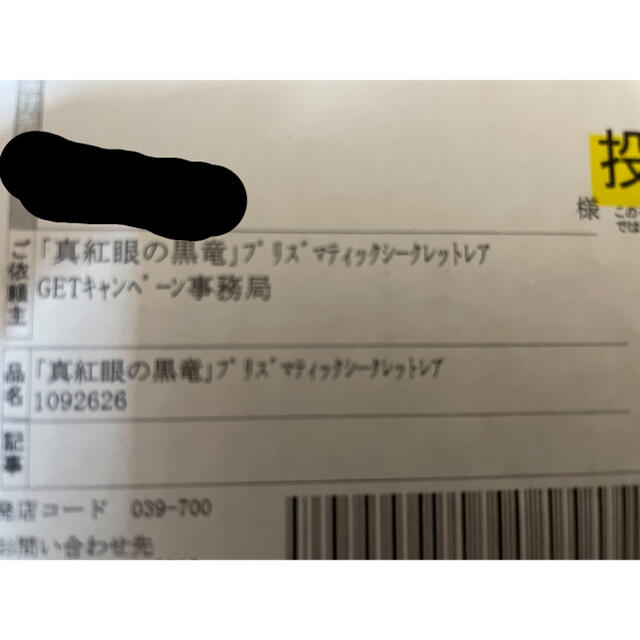 投
様
この
では
ご依頼主
「真紅眼の黒竜」ﾌﾟﾘｽﾞﾏﾃｨｯｸｼｰｸﾚｯﾄﾚｱ
GETｷｬﾝﾍﾟｰﾝ事務局
品名
「真紅眼の黒竜」ﾌﾟﾘｽﾞﾏﾃｨｯｸｼｰｸﾚｯﾄﾚｱ
1092626
記事
発店コード 039-700
お問い合わせ先